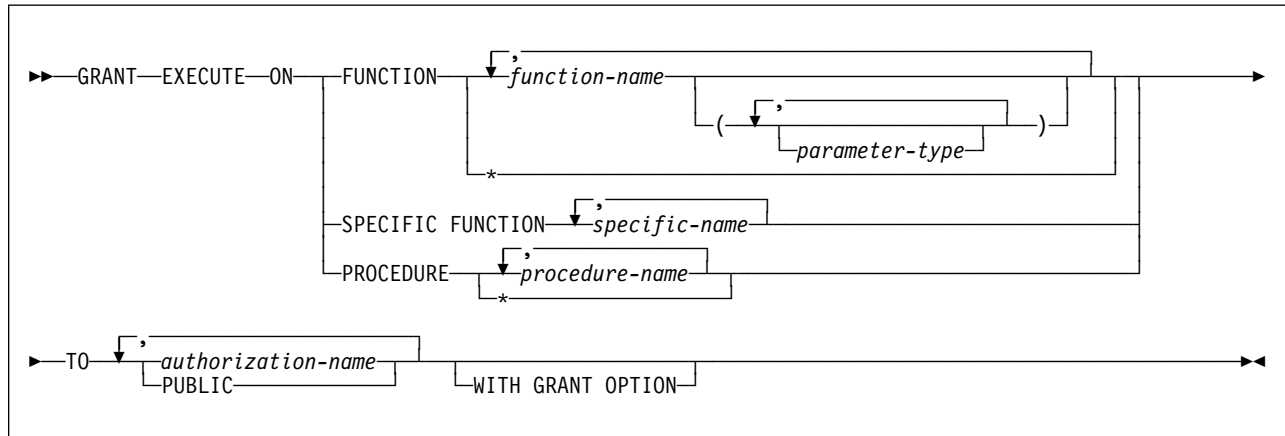 ,
GRANT EXECUTE ON FUNCTION function-name
,
( parameter-type )
*
,
SPECIFIC FUNCTION specific-name
,
PROCEDURE procedure-name
*
,
TO authorization-name
PUBLIC WITH GRANT OPTION